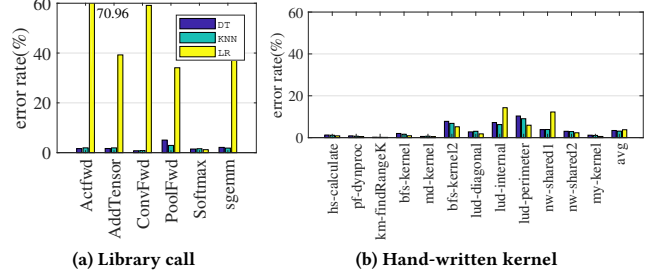 70.96
DT
KNN
LR
error rate(%)
60
40
20
0
Actfwd
AddTensor
ConvFwd
PoolFwd
Softmax
sgemm
(a) Library call
error rate(%)
60
40
20
0
hs-calculate
pf-dynproc
km-findRangeK
bfs-kernel
md-kernel
bfs-kernel2
lud-diagonal
lud-internal
lud-perimeter
nw-shared1
nw-shared2
my-kernel
avg
(b) Hand-written kernel